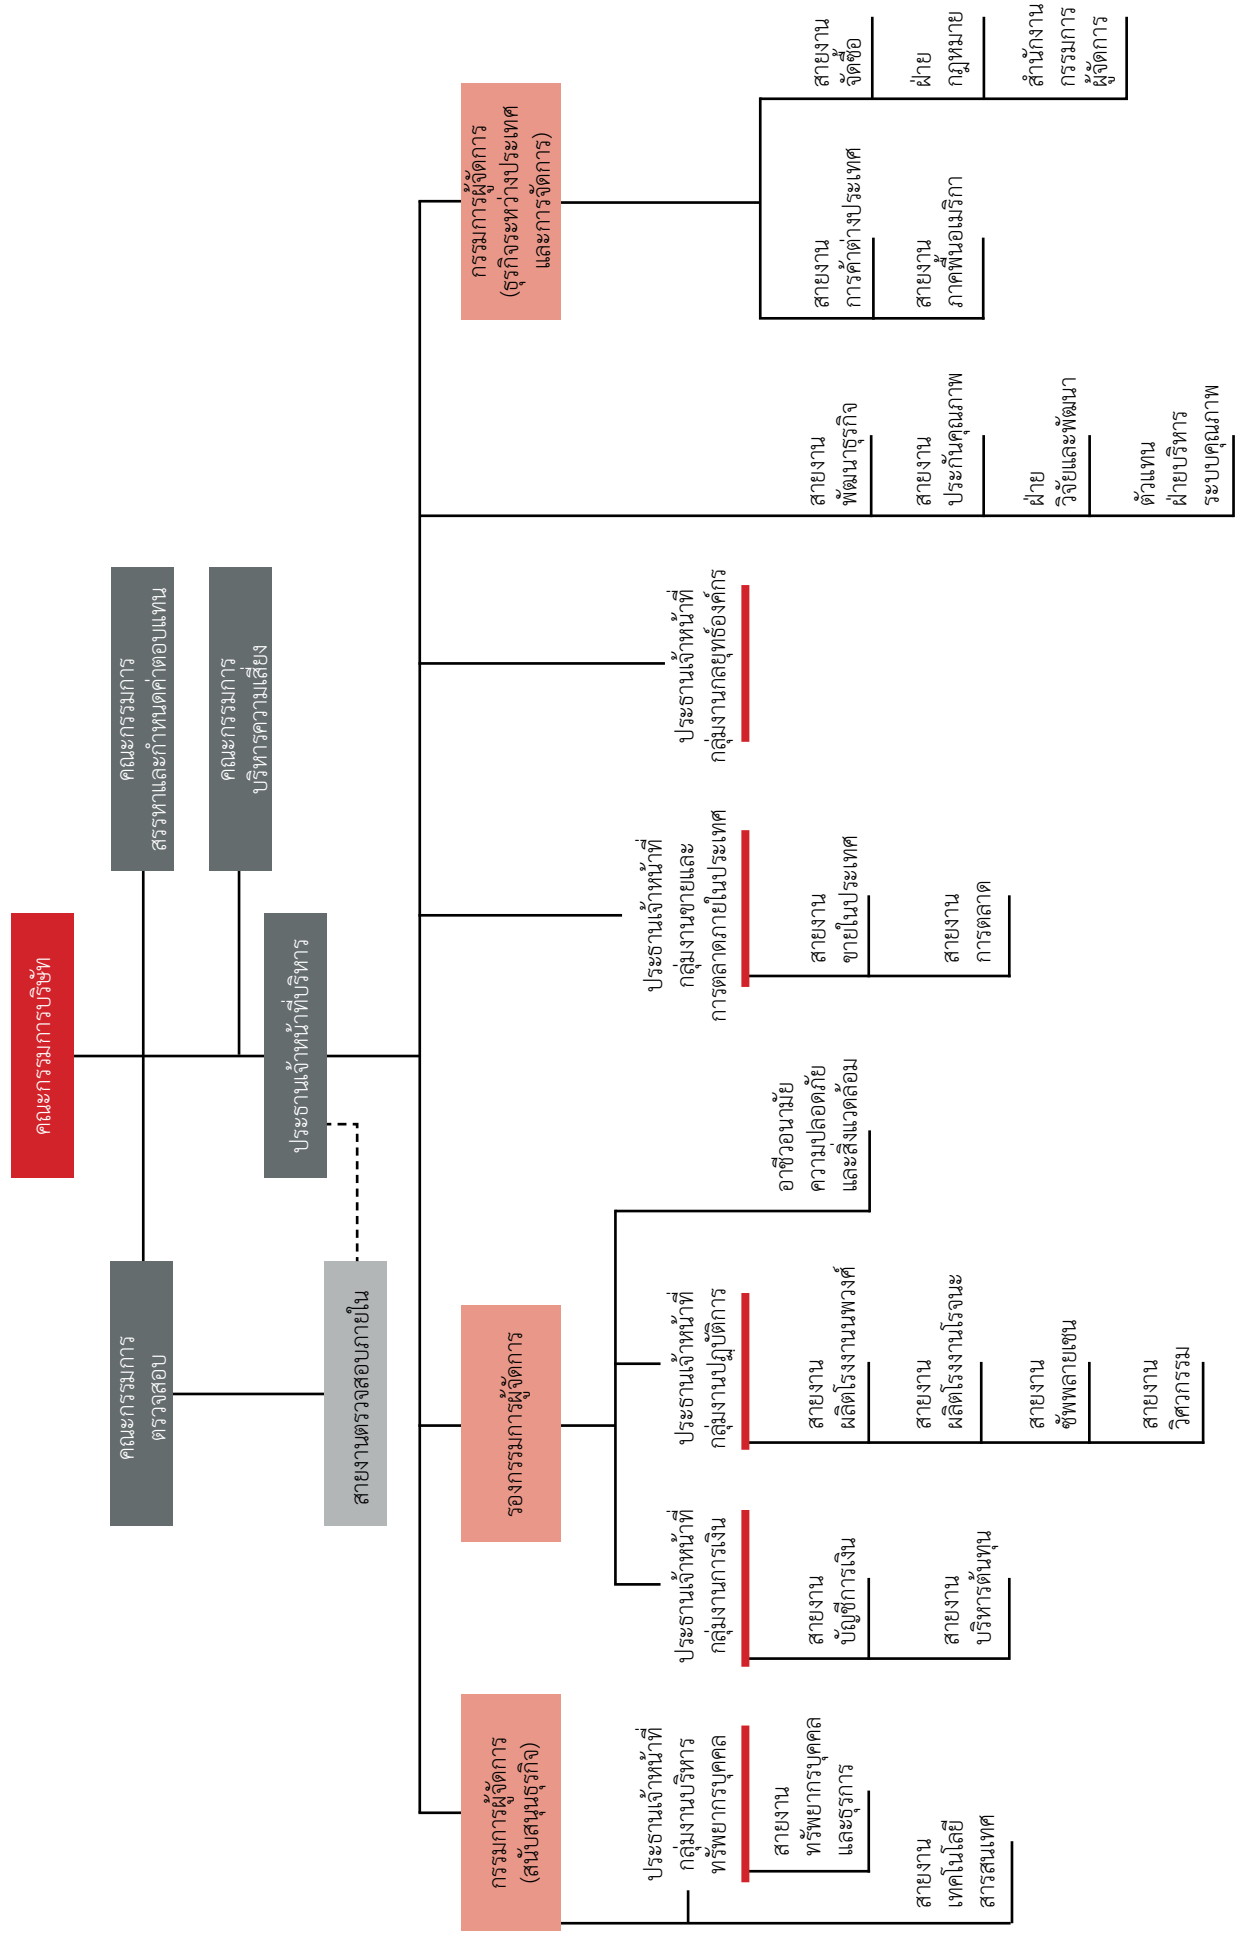 คณะกรรมการบริษัท
คณะกรรมการ
ตรวจสอบ
คณะกรรมการ
สรรหาและกำหนดค่าตอบแทน
คณะกรรมการ
บริหารความเสี่ยง
ประธานเจ้าหน้าที่บริหาร
สายงานตรวจสอบภายใน
กรรมการผู้จัดการ
(สนับสนุนธุรกิจ)
ประธานเจ้าหน้าที่
กลุ่มงานบริหาร
ทรัพยากรบุคคล
สายงาน
ทรัพยากรบุคคล
และธุรการ
สายงาน
เทคโนโลยี
สารสนเทศ
รองกรรมการผู้จัดการ
ประธานเจ้าหน้าที่
กลุ่มงานการเงิน
สายงาน
บัญชีการเงิน
สายงาน
บริหารต้นทุน
ประธานเจ้าหน้าที่
กลุ่มงานปฏิบัติการ
สายงาน
ผลิตโรงงานนพวงศ์
สายงาน
ผลิตโรงงานโรจนะ
สายงาน
ซัพพลายเชน
สายงาน
วิศวกรรม
อาชีวอนามัย
ความปลอดภัย
และสิ่งแวดล้อม
ประธานเจ้าหน้าที่
กลุ่มงานขายและ
การตลาดภายในประเทศ
สายงาน
ขายในประเทศ
สายงาน
การตลาด
ประธานเจ้าหน้าที่
กลุ่มงานกลยุทธ์องค์กร
สายงาน
พัฒนาธุรกิจ
สายงาน
ประกันคุณภาพ
ฝ่าย
วิจัยและพัฒนา
ตัวแทน
ฝ่ายบริหาร
ระบบคุณภาพ
กรรมการผู้จัดการ
(ธุรกิจระหว่างประเทศ
และการจัดการ)
สายงาน
การค้าต่างประเทศ
สายงาน
ภาคพื้นอเมริกา
สายงาน
จัดซื้อ
ฝ่าย
กฎหมาย
สำนักงาน
กรรมการ
ผู้จัดการ